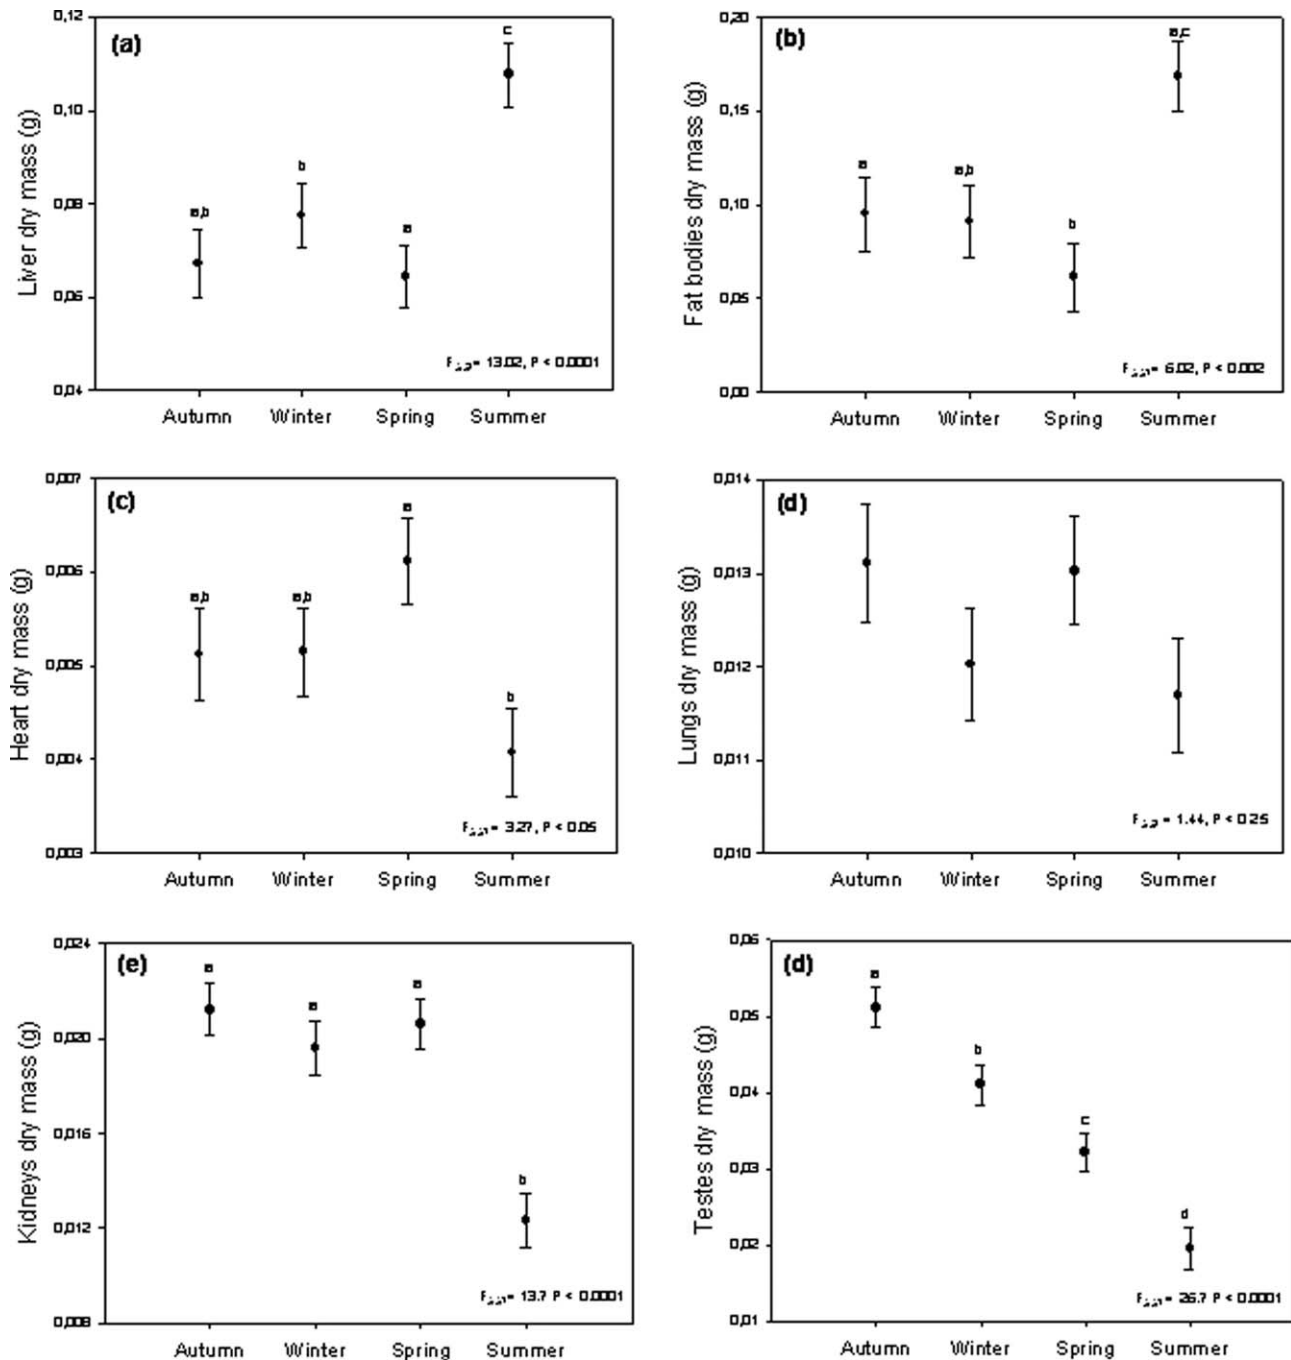 (a)
Liver dry mass (g)
0,12
0,10
0,08
0,06
0,04
a,b
b
a
c
= 13.02, P < 0.0001
Autumn Winter Spring Summer
(b)
Fat bodies dry mass (g)
0,20
0,15
0,10
0,05
0,00
a
a,b
b
a,c
= 6.02, P < 0.002
Autumn Winter Spring Summer
(c)
Heart dry mass (g)
0,007
0,006
0,005
0,004
0,003
a,b
a,b
a
b
= 3.27, P < 0.05
Autumn Winter Spring Summer
(d)
Lungs dry mass (g)
0,014
0,013
0,012
0,011
0,010
= 1.44, P < 0.25
Autumn Winter Spring Summer
(e)
Kidneys dry mass (g)
0,024
0,020
0,016
0,012
0,008
a
a
a
b
= 13.7 P < 0.0001
Autumn Winter Spring Summer
(d)
Testes dry mass (g)
0,06
0,05
0,04
0,03
0,02
0,01
a
b
c
d
= 26.7 P < 0.0001
Autumn Winter Spring Summer